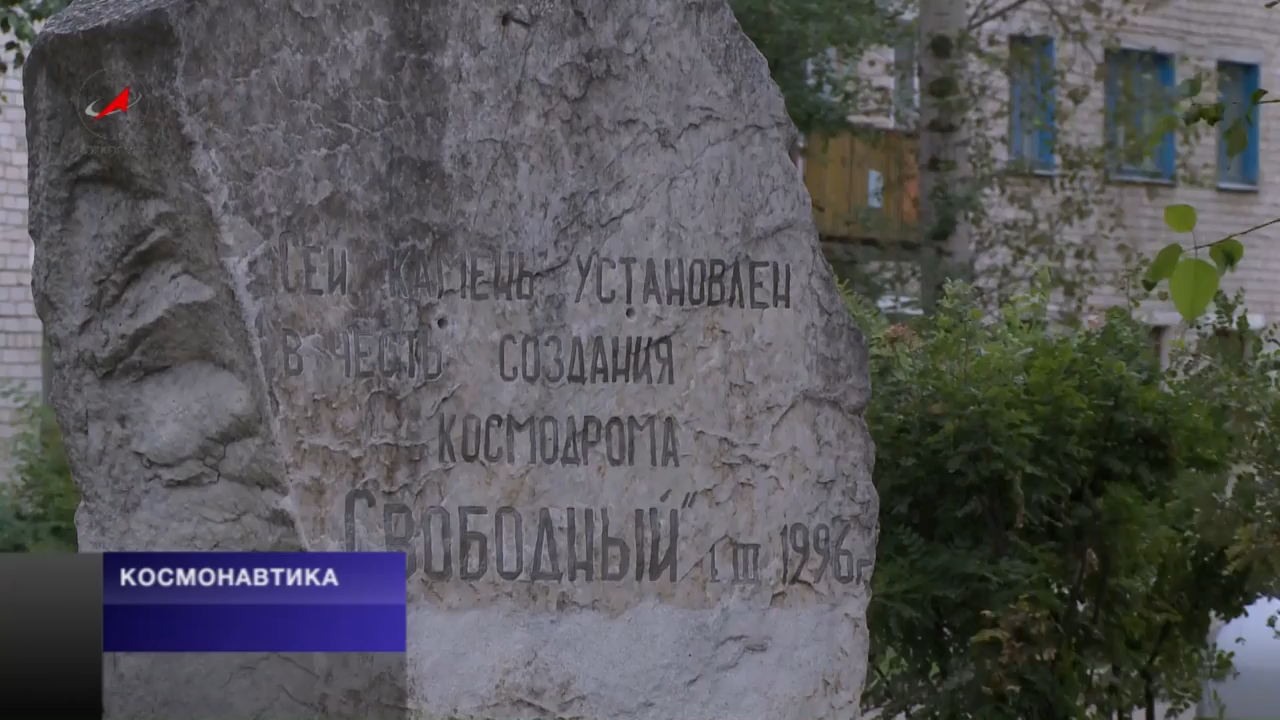 Сей камень установлен
в честь создания
космодрома
Свободный" 1 III 1996г.
КОСМОНАВТИКА